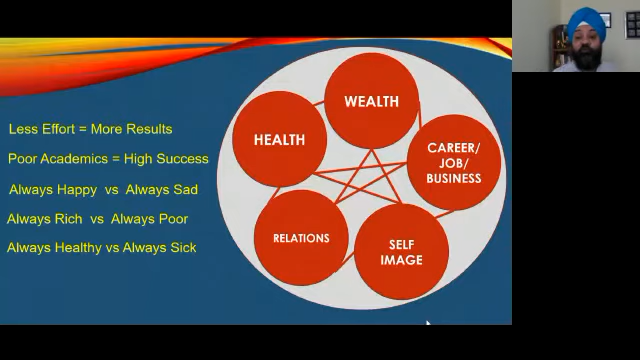 Less Effort = More Results
Poor Academics = High Success
Always Happy vs Always Sad
Always Rich vs Always Poor
Always Healthy vs Always Sick
WEALTH
HEALTH
CAREER/
JOB/
BUSINESS
RELATIONS
SELF
IMAGE